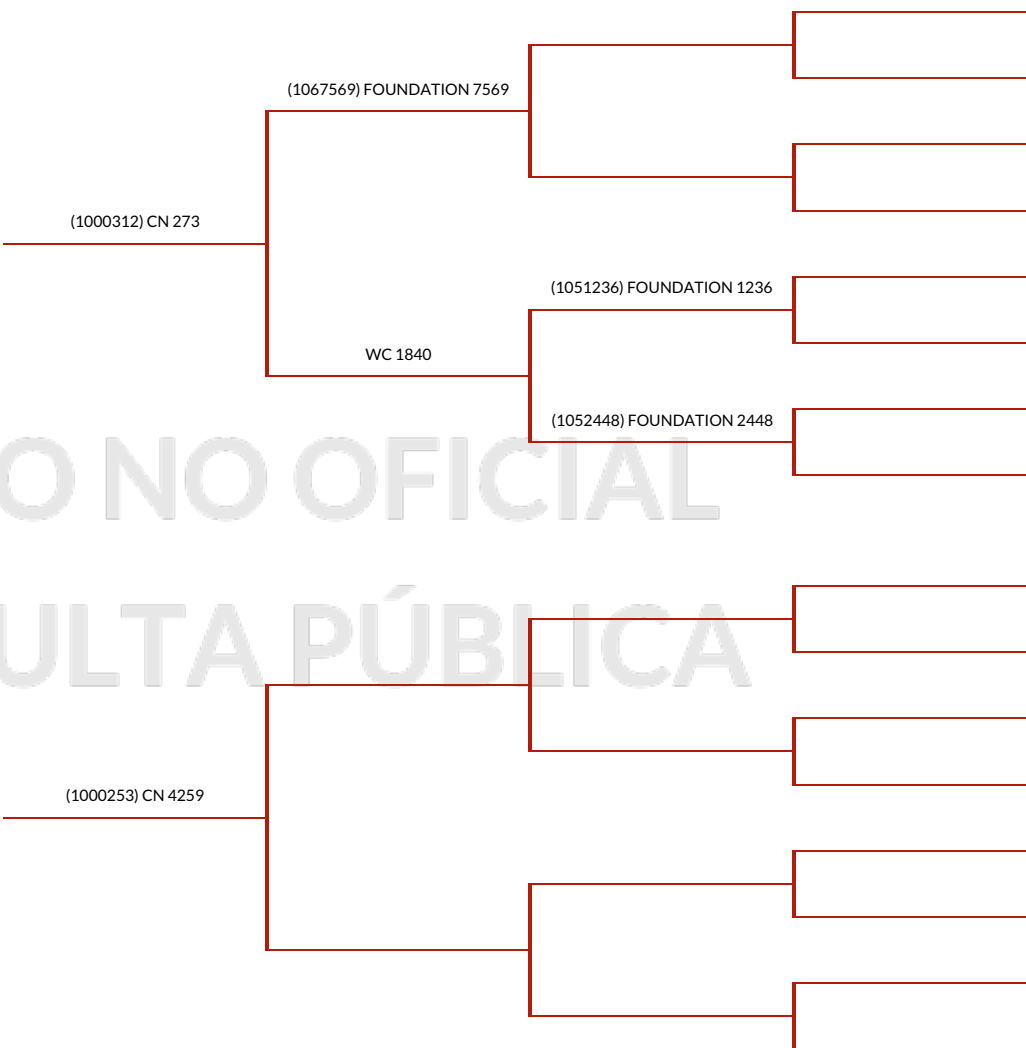 (1067569) FOUNDATION 7569
(1000312) CN 273
(1051236) FOUNDATION 1236
WC 1840
(1052448) FOUNDATION 2448
O NO OFICIAL
ULTA PÚBLICA
(1000253) CN 4259